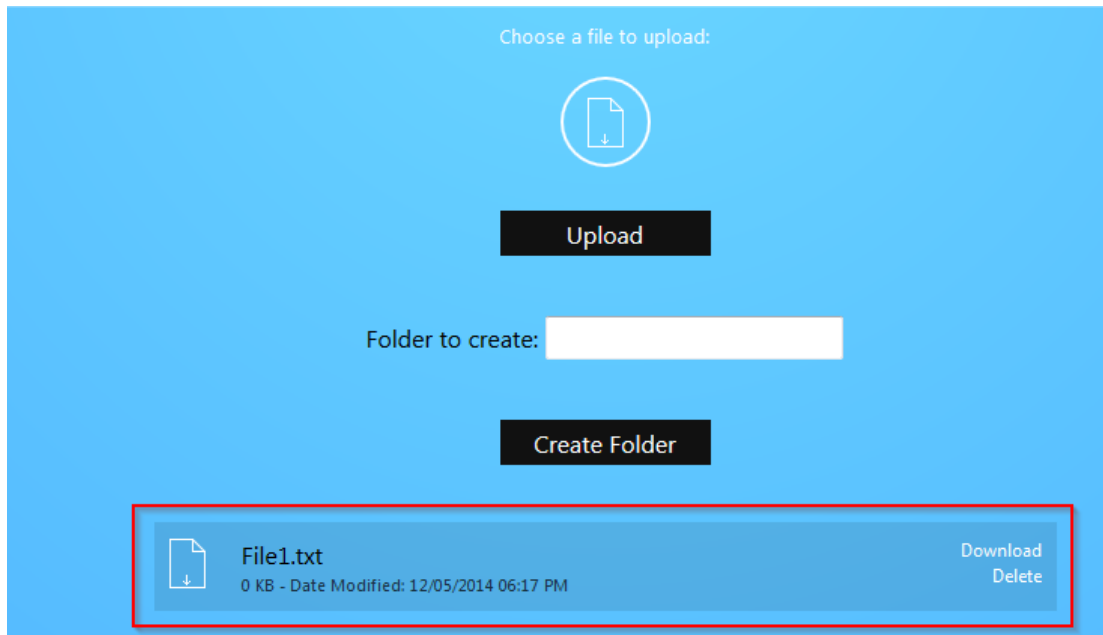 Choose a file to upload:
Upload
Folder to create:
Create Folder
File1.txt
0 KB - Date Modified: 12/05/2014 06:17 PM
Download
Delete